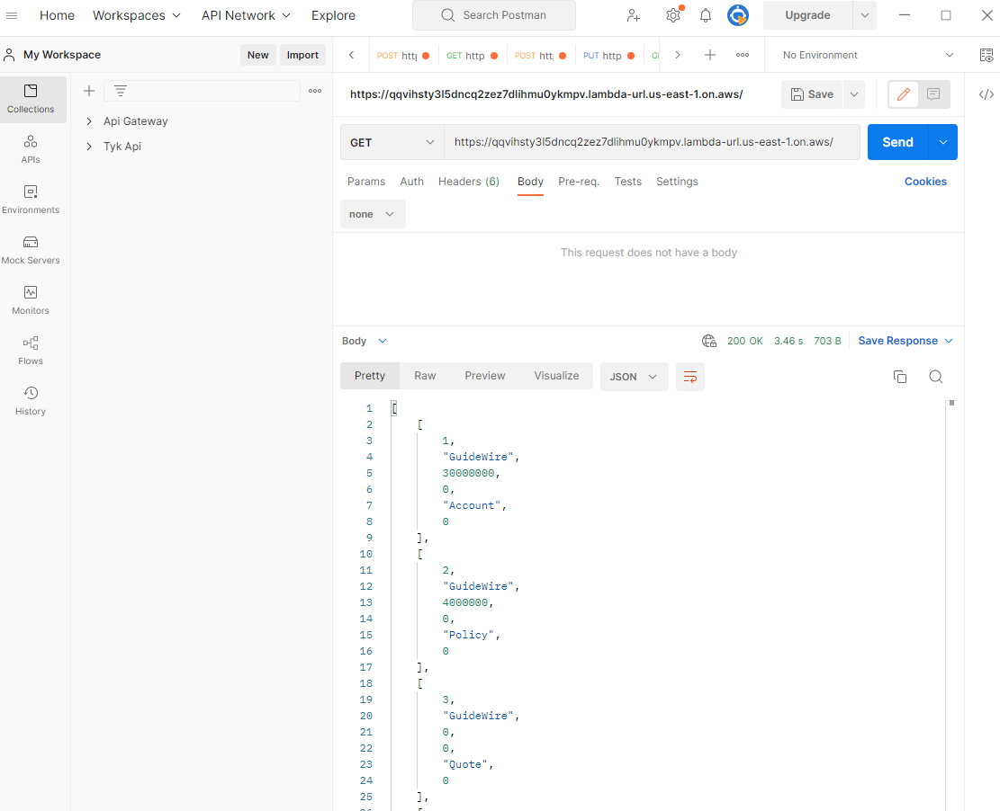 Home Workspaces API Network Explore Search Postman Upgrade
My Workspace New Import POST GET http POST PUT http No Environment
Collections
APIs
Environments
Mock Servers
Monitors
Flows
History
Api Gateway
Tyk Api
https://qqvihsty3l5dncq2zez7dlihmu0ykmpv.lambda-url.us-east-1.on.aws/ Save
GET https://qqvihsty3l5dncq2zez7dlihmu0ykmpv.lambda-url.us-east-1.on.aws/ Send
Params Auth Headers (6) Body Pre-req. Tests Settings Cookies
none
This request does not have a body
Body 200 OK 3.46 s 703 B Save Response
Pretty Raw Preview Visualize JSON
1 [
2 [
3 1,
4 "GuideWire",
5 30000000,
6 0,
7 "Account",
8 0
9 ],
10 [
11 2,
12 "GuideWire",
13 4000000,
14 0,
15 "Policy",
16 0
17 ],
18 [
19 3,
20 "GuideWire",
21 0,
22 0,
23 "Quote",
24 0
25 ],